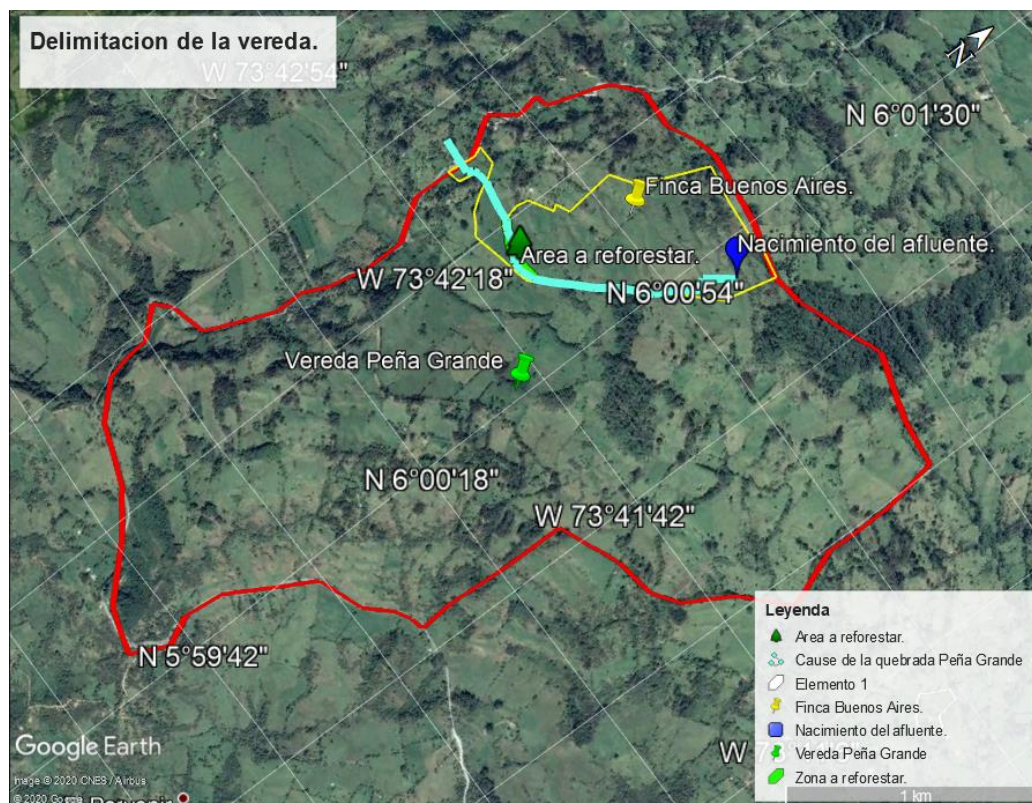 Delimitacion de la vereda.
W 73°42'54"
N
N 6°01'30"
Finca Buenos Aires.
Nacimiento del afluente.
Area a reforestar.
W 73°42'18"
N 6°00'54"
Vereda Peña Grande
N 6°00'18"
W 73°41'42"
N 5°59'42"
Leyenda
Area a reforestar.
Cause de la quebrada Peña Grande
Elemento 1
Finca Buenos Aires.
Nacimiento del afluente.
Vereda Peña Grande
Zona a reforestar.
Google Earth
Image © 2020 CNES / Airbus
© 2020 Google
1 km